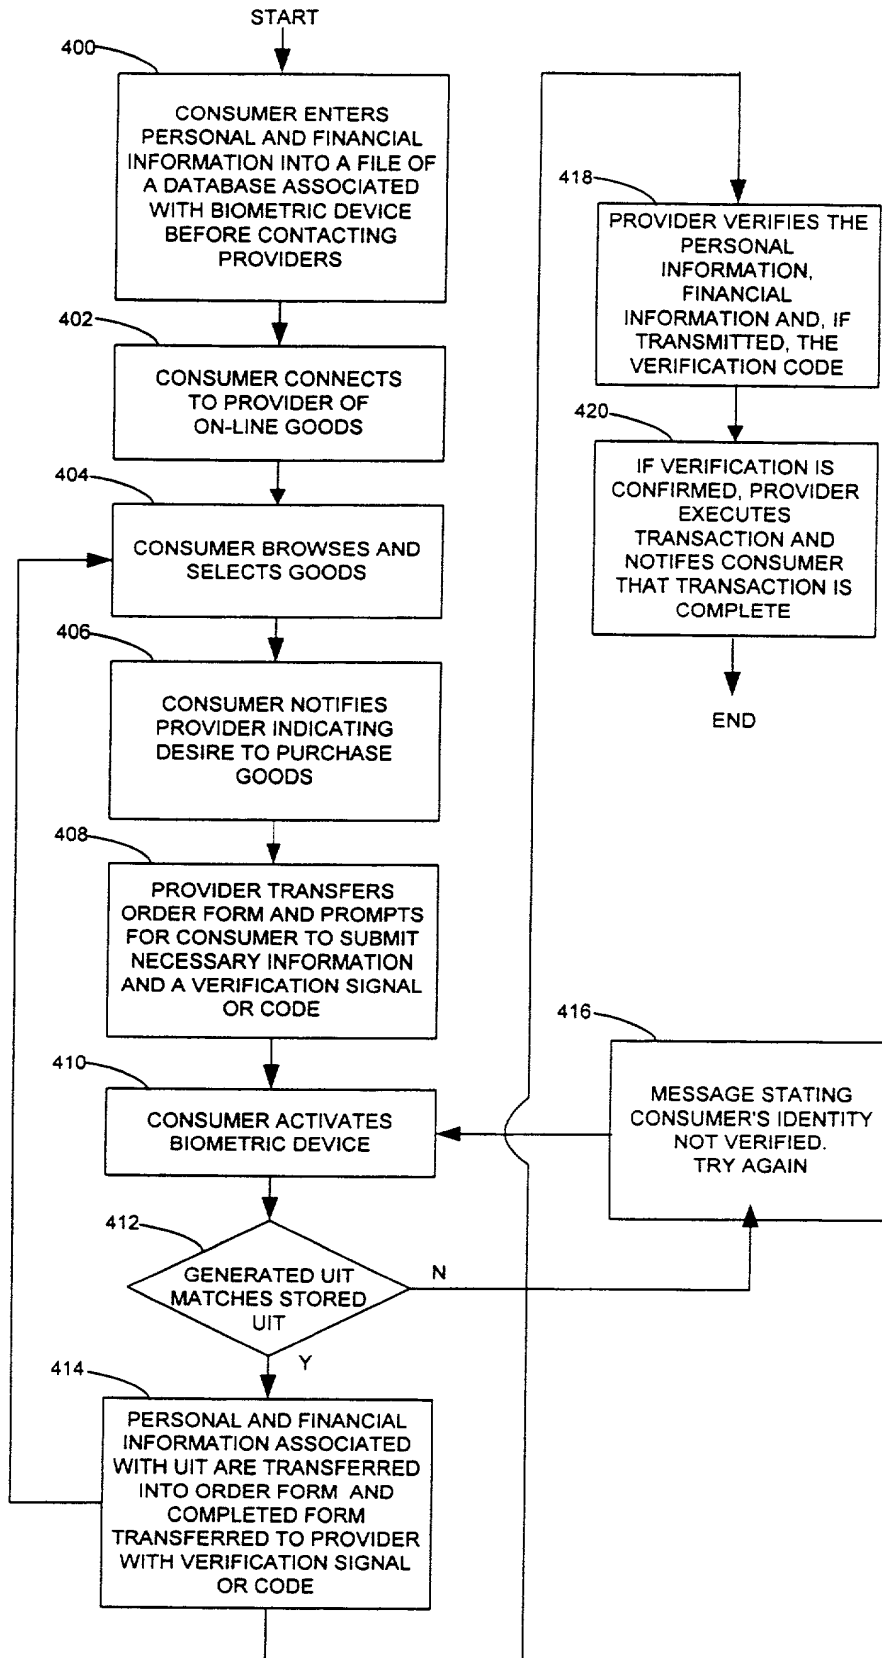 START
400
CONSUMER ENTERS
PERSONAL AND FINANCIAL
INFORMATION INTO A FILE OF
A DATABASE ASSOCIATED
WITH BIOMETRIC DEVICE
BEFORE CONTACTING
PROVIDERS
402
CONSUMER CONNECTS
TO PROVIDER OF
ON-LINE GOODS
404
CONSUMER BROWSES AND
SELECTS GOODS
406
CONSUMER NOTIFIES
PROVIDER INDICATING
DESIRE TO PURCHASE
GOODS
408
PROVIDER TRANSFERS
ORDER FORM AND PROMPTS
FOR CONSUMER TO SUBMIT
NECESSARY INFORMATION
AND A VERIFICATION SIGNAL
OR CODE
410
CONSUMER ACTIVATES
BIOMETRIC DEVICE
412
GENERATED UIT
MATCHES STORED
UIT
N
Y
414
PERSONAL AND FINANCIAL
INFORMATION ASSOCIATED
WITH UIT ARE TRANSFERRED
INTO ORDER FORM AND
COMPLETED FORM
TRANSFERRED TO PROVIDER
WITH VERIFICATION SIGNAL
OR CODE
416
MESSAGE STATING
CONSUMER'S IDENTITY
NOT VERIFIED.
TRY AGAIN
418
PROVIDER VERIFIES THE
PERSONAL
INFORMATION,
FINANCIAL
INFORMATION AND, IF
TRANSMITTED, THE
VERIFICATION CODE
420
IF VERIFICATION IS
CONFIRMED, PROVIDER
EXECUTES
TRANSACTION AND
NOTIFES CONSUMER
THAT TRANSACTION IS
COMPLETE
END